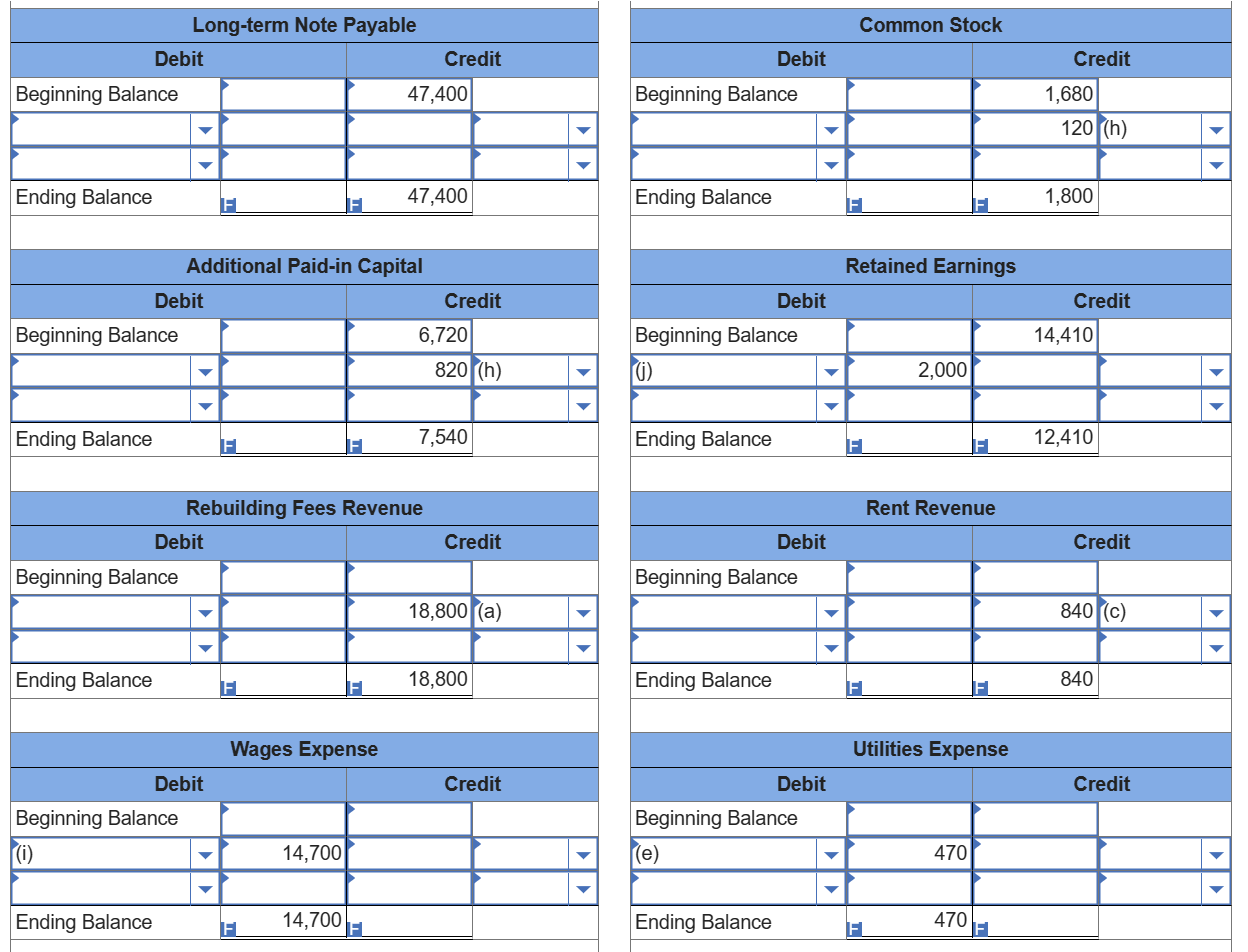 Long-term Note Payable
Debit Credit
Beginning Balance 47,400
Ending Balance F F 47,400
Common Stock
Debit Credit
Beginning Balance 1,680
120 (h)
Ending Balance F F 1,800
Additional Paid-in Capital
Debit Credit
Beginning Balance 6,720
820 (h)
Ending Balance F F 7,540
Retained Earnings
Debit Credit
Beginning Balance 14,410
(j) 2,000
Ending Balance F F 12,410
Rebuilding Fees Revenue
Debit Credit
Beginning Balance
18,800 (a)
Ending Balance F F 18,800
Rent Revenue
Debit Credit
Beginning Balance
840 (c)
Ending Balance F F 840
Wages Expense
Debit Credit
Beginning Balance
(i) 14,700
Ending Balance F 14,700 F
Utilities Expense
Debit Credit
Beginning Balance
(e) 470
Ending Balance F 470 F